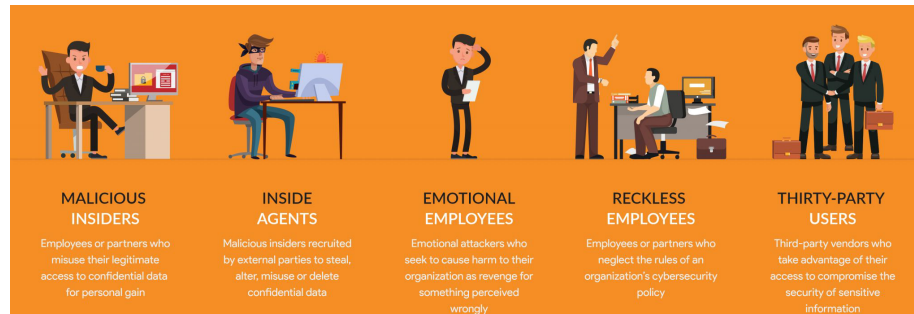 MALICIOUS
INSIDERS
Employees or partners who
misuse their legitimate
access to confidential data
for personal gain
INSIDE
AGENTS
Malicious insiders recruited
by external parties to steal,
alter, misuse or delete
confidential data
EMOTIONAL
EMPLOYEES
Emotional attackers who
seek to cause harm to their
organization as revenge for
something perceived
wrongly
RECKLESS
EMPLOYEES
Employees or partners who
neglect the rules of an
organization's cybersecurity
policy
THIRTY-PARTY
USERS
Third-party vendors who
take advantage of their
access to compromise the
security of sensitive
information